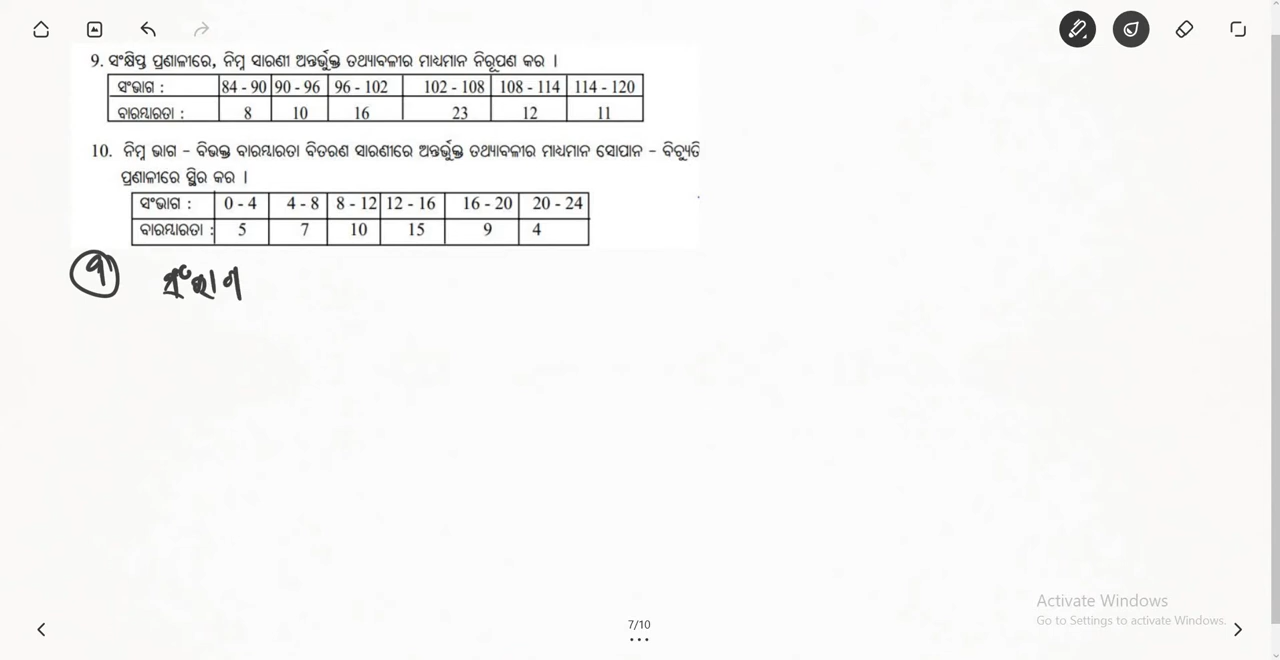 9. ସଂକ୍ଷିପ୍ତ ପ୍ରଣାଳୀରେ, ନିମ୍ନ ସାରଣୀ ଅନ୍ତର୍ଭୁକ୍ତ ତଥ୍ୟାବଳୀର ମାଧ୍ୟମାନ ନିରୂପଣ କର ।
ସଂଭାଗ : 84 - 90 90 - 96 96 - 102 102 - 108 108 - 114 114 - 120
ବାରମ୍ବାରତା : 8 10 16 23 12 11
10. ନିମ୍ନ ଭାଗ - ବିଭକ୍ତ ବାରମ୍ବାରତା ବିତରଣ ସାରଣୀରେ ଅନ୍ତର୍ଭୁକ୍ତ ତଥ୍ୟାବଳୀର ମାଧ୍ୟମାନ ସୋପାନ - ବିଚ୍ୟୁତି
ପ୍ରଣାଳୀରେ ସ୍ଥିର କର ।
ସଂଭାଗ : 0 - 4 4 - 8 8 - 12 12 - 16 16 - 20 20 - 24
ବାରମ୍ବାରତା : 5 7 10 15 9 4
ସଂଭାଗ
Activate Windows
Go to Settings to activate Windows.
7/10